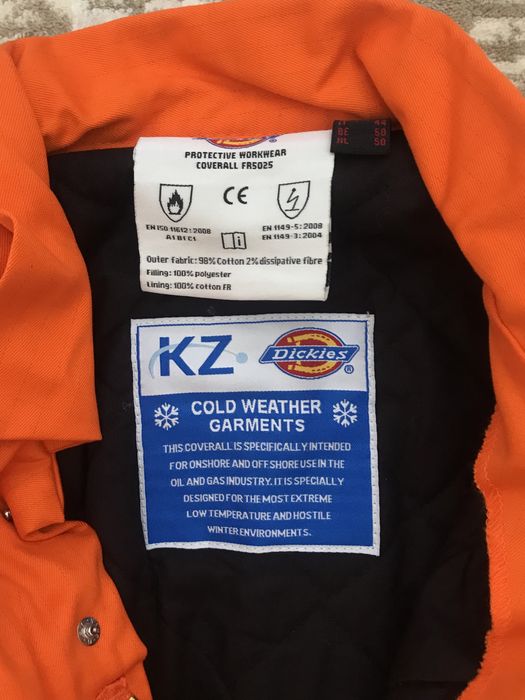 PROTECTIVE WORKWEAR
COVERALL FR5025
CE
EN ISO 11612:2008
A1 B1 C1
i
EN 1149-5:2008
EN 1149-3:2004
Outer fabric: 98% Cotton 2% dissipative fibre
Filling: 100% polyester
Lining: 100% cotton FR
44
BE 50
NL 50
KZ
Dickies
®
COLD WEATHER
GARMENTS
THIS COVERALL IS SPECIFICALLY INTENDED
FOR ONSHORE AND OFFSHORE USE IN THE
OIL AND GAS INDUSTRY. IT IS SPECIALLY
DESIGNED FOR THE MOST EXTREME
LOW TEMPERATURE AND HOSTILE
WINTER ENVIRONMENTS.